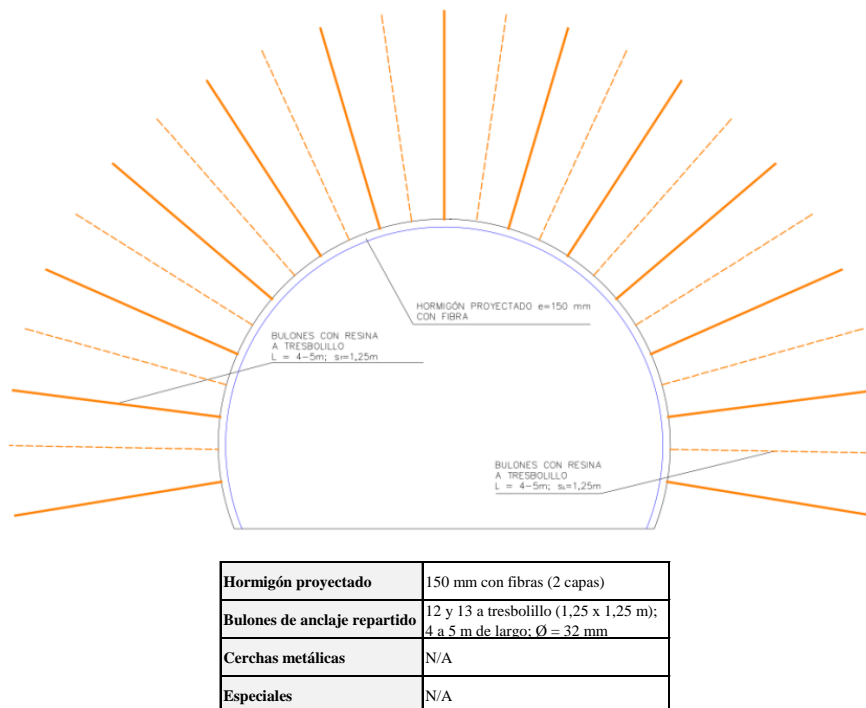 HORMIGÓN PROYECTADO e=150 mm
CON FIBRA
BULONES CON RESINA
A TRESBOLILLO
L = 4-5m; sₗ=1,25m
BULONES CON RESINA
A TRESBOLILLO
L = 4-5m; sₗ=1,25m
Hormigón proyectado 150 mm con fibras (2 capas)
Bulones de anclaje repartido 12 y 13 a tresbolillo (1,25 x 1,25 m);
4 a 5 m de largo; Ø = 32 mm
Cerchas metálicas N/A
Especiales N/A